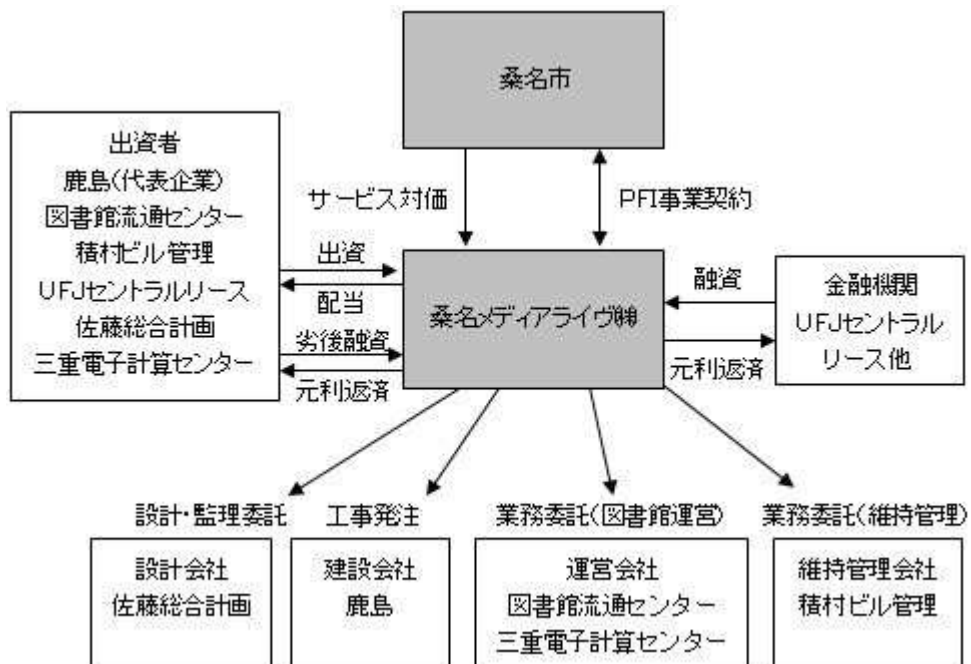 桑名市
出資者
鹿島(代表企業)
図書館流通センター
積村ビル管理
UFJセントラルリース
佐藤総合計画
三重電子計算センター
サービス対価
PFI事業契約
出資
配当
劣後融資
元利返済
桑名メディアライヴ㈱
融資
元利返済
金融機関
UFJセントラル
リース他
設計・監理委託
工事発注
業務委託(図書館運営)
業務委託(維持管理)
設計会社
佐藤総合計画
建設会社
鹿島
運営会社
図書館流通センター
三重電子計算センター
維持管理会社
積村ビル管理